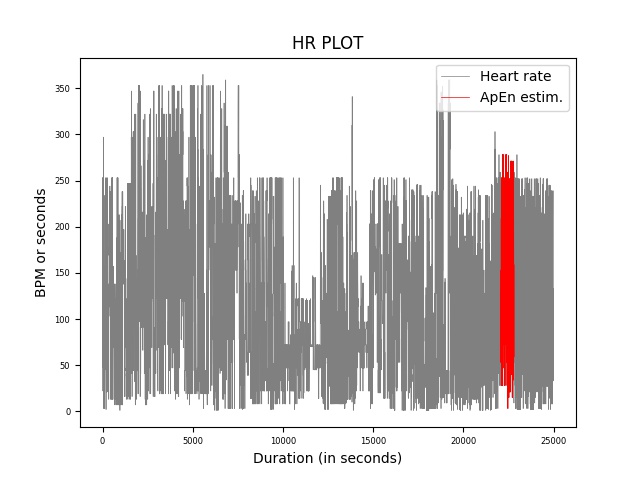 HR PLOT
Heart rate
ApEn estim.
BPM or seconds
350
300
250
200
150
100
50
0
0 5000 10000 15000 20000 25000
Duration (in seconds)